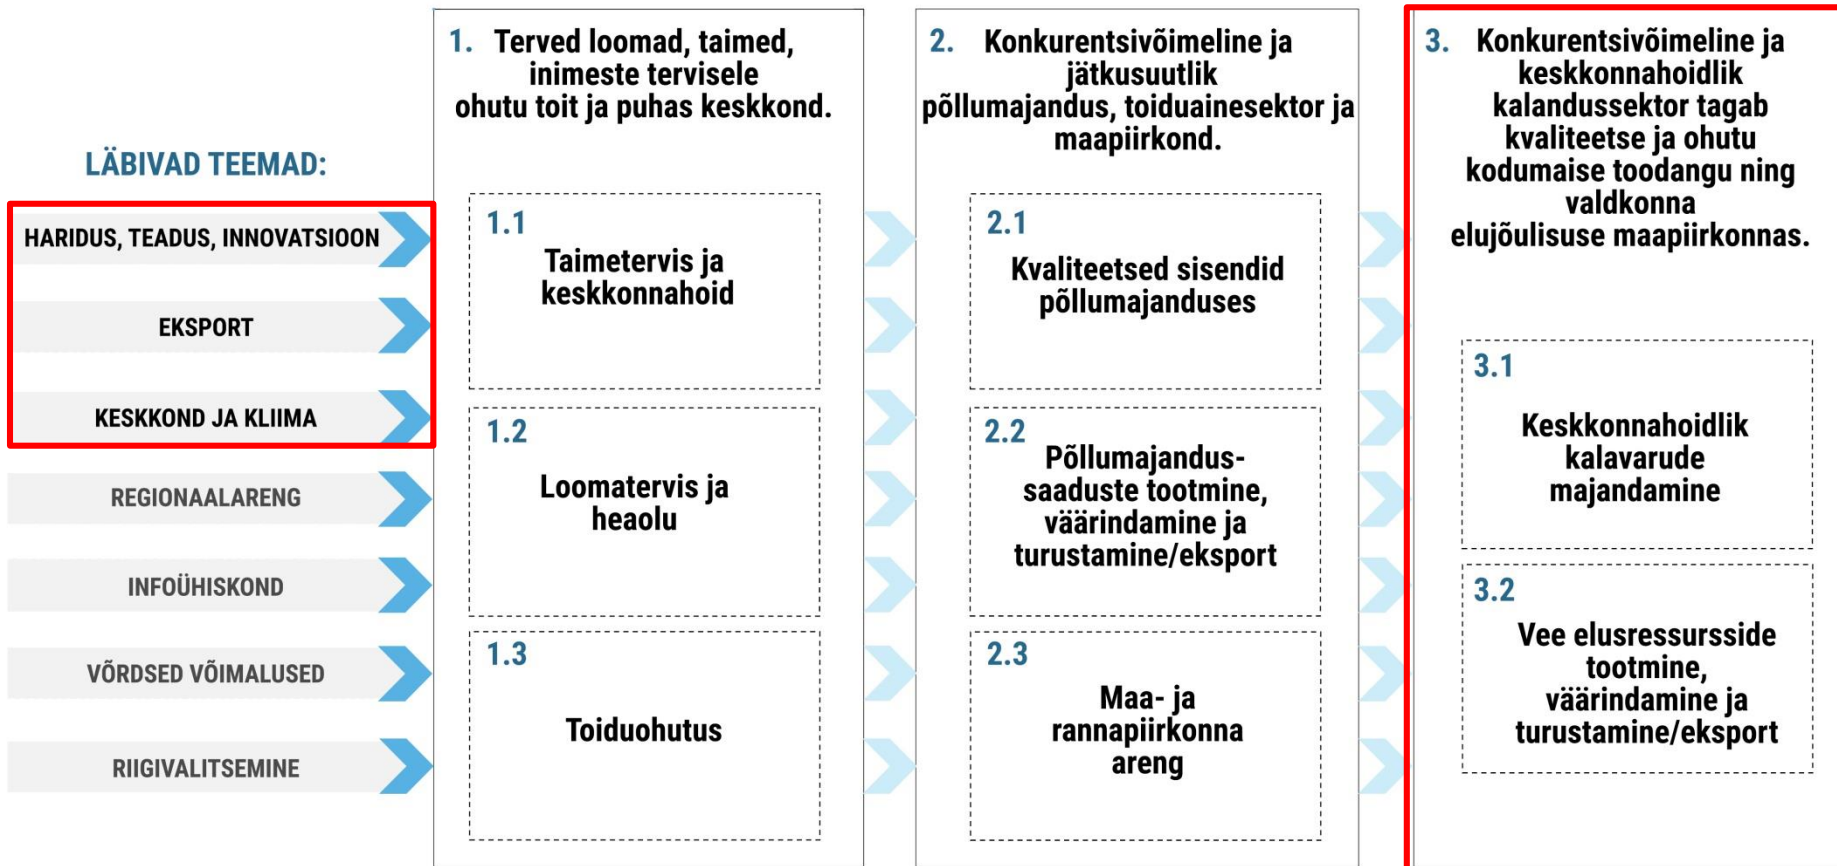 LÄBIVAD TEEMAD:
HARIDUS, TEADUS, INNOVATSIOON
EKSPORT
KESKKOND JA KLIIMA
REGIONAALARENG
INFOÜHISKOND
VÕRDSED VÕIMALUSED
RIIGIVALITSEMINE
1. Terved loomad, taimed,
inimeste tervisele
ohutu toit ja puhas keskkond.
1.1
Taimetervis ja
keskkonnahoid
1.2
Loomatervis ja
heaolu
1.3
Toiduohutus
2. Konkurentsivõimeline ja
jätkusuutlik
põllumajandus, toiduainesektor ja
maapiirkond.
2.1
Kvaliteetsed sisendid
põllumajanduses
2.2
Põllumajandus-
saaduste tootmine,
väärindamine ja
turustamine/eksport
2.3
Maa- ja
rannapiirkonna
areng
3. Konkurentsivõimeline ja
keskkonnahoidlik
kalandussektor tagab
kvaliteetse ja ohutu
kodumaise toodangu ning
valdkonna
elujõulisuse maapiirkonnas.
3.1
Keskkonnahoidlik
kalavarude
majandamine
3.2
Vee elusressursside
tootmine,
väärindamine ja
turustamine/eksport